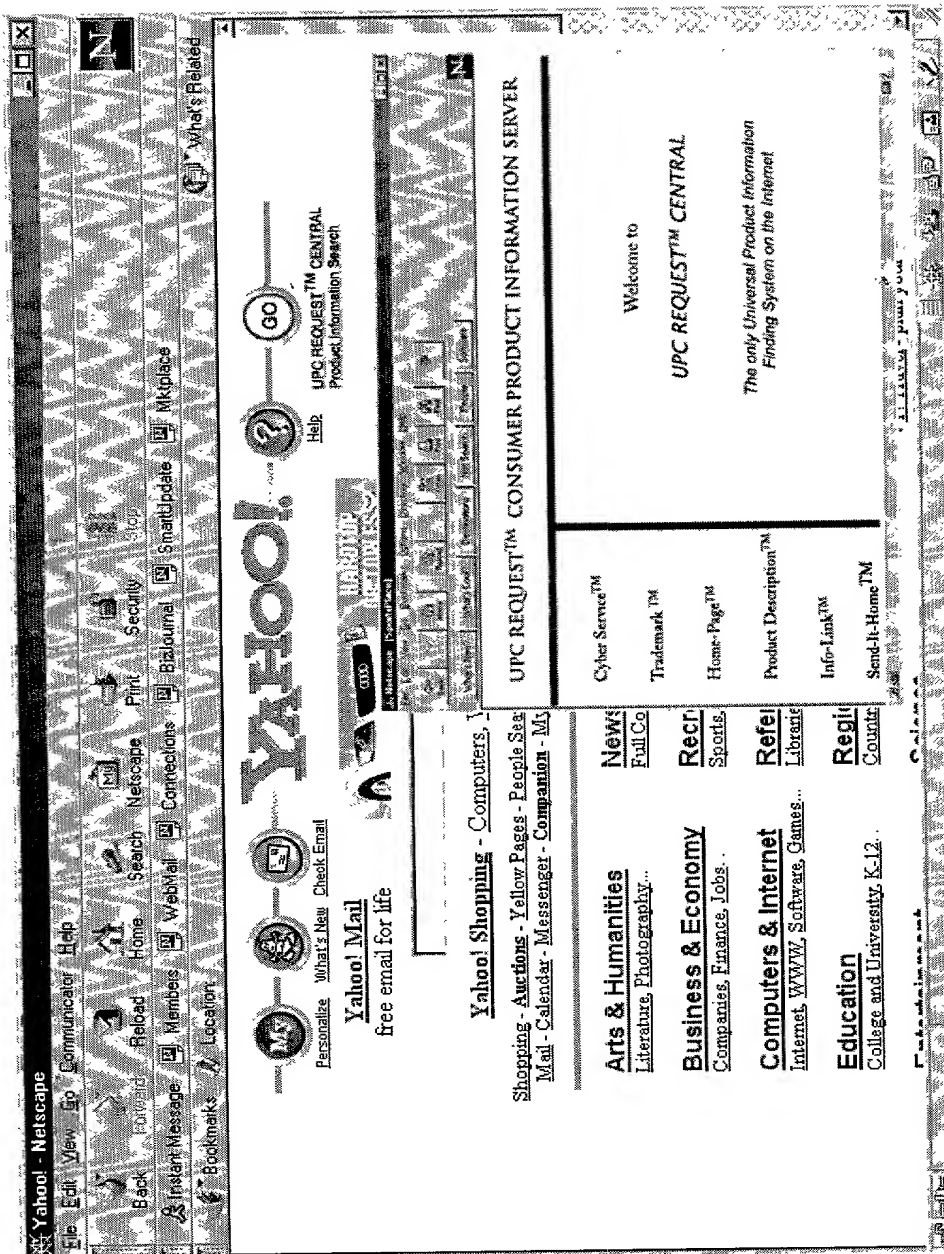 Yahoo! - Netscape
File Edit View Go Communicator Help
Back Forward Reload Home Search Netscape Print Security Stop
N
Instant Message Members WebMail Connections BizJournal SmartUpdate Mktplace
Bookmarks Location: What's Related
My
Personalize What's New Check Email
YAHOO!
?
Help
GO
UPC REQUEST™ CENTRAL
Product Information Search
Yahoo! Mail
free email for life
Yahoo! Shopping - Computers,
Shopping - Auctions - Yellow Pages - People Sea
Mail - Calendar - Messenger - Companion - My
Arts & Humanities
Literature, Photography...
News
Full Co
Business & Economy
Companies, Finance, Jobs..
Recr
Sports,
Computers & Internet
Internet, WWW, Software, Games...
Refer
Librarie
Education
College and University, K-12..
Regi
Countr
Entertainment
Science
N
UPC REQUEST™ CONSUMER PRODUCT INFORMATION SERVER
Cyber Service™
Trademark ™
Home-Page™
Product Description™
Info-Link™
Send-It-Home™
Welcome to
UPC REQUEST™ CENTRAL
The only Universal Product Information
Finding System on the Internet